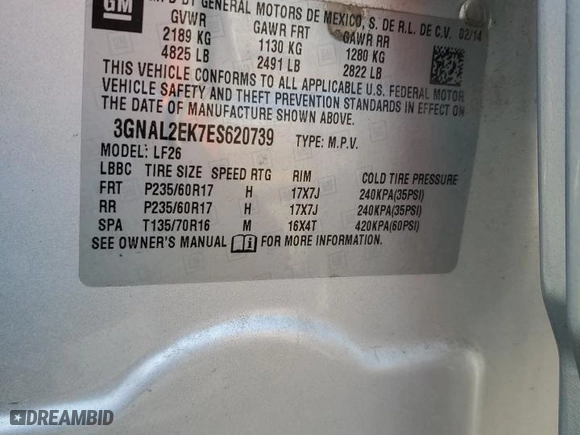 GM
BY GENERAL MOTORS DE MEXICO, S. DE R.L. DE C.V. 02/14
GVWR GAWR FRT GAWR RR
2189 KG 1130 KG 1280 KG
4825 LB 2491 LB 2822 LB
THIS VEHICLE CONFORMS TO ALL APPLICABLE U.S. FEDERAL MOTOR
VEHICLE SAFETY AND THEFT PREVENTION STANDARDS IN EFFECT ON
THE DATE OF MANUFACTURE SHOWN ABOVE.
3GNAL2EK7ES620739 TYPE: M.P.V.
MODEL: LF26
LBBC TIRE SIZE SPEED RTG RIM COLD TIRE PRESSURE
FRT P235/60R17 H 17X7J 240KPA(35PSI)
RR P235/60R17 H 17X7J 240KPA(35PSI)
SPA T135/70R16 M 16X4T 420KPA(60PSI)
SEE OWNER'S MANUAL i FOR MORE INFORMATION.
DREAMBID